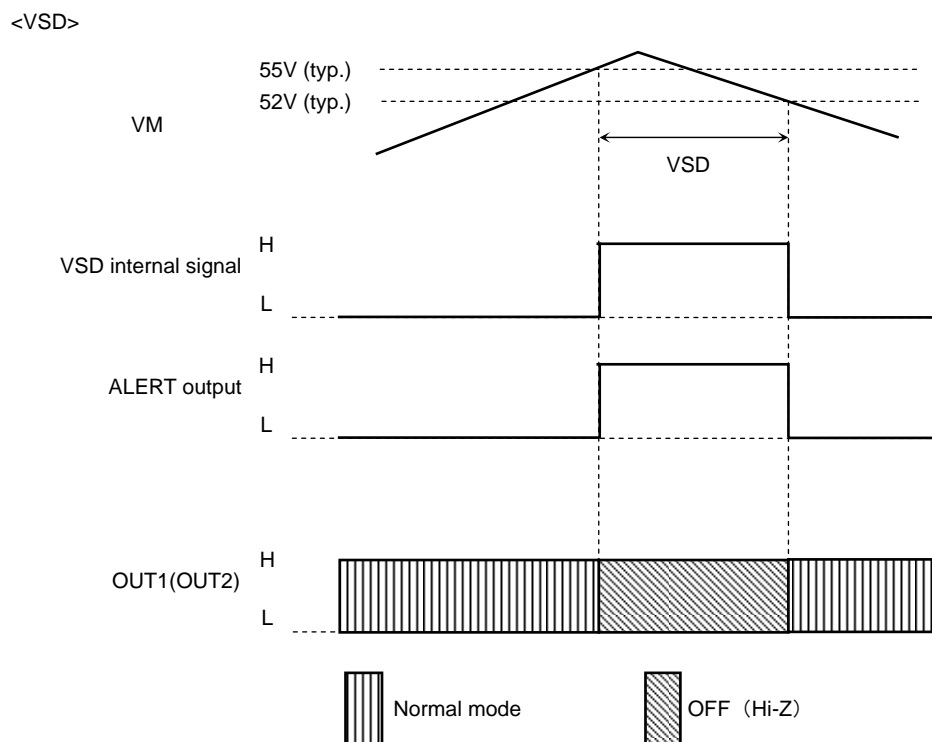 <VSD>
55V (typ.)
52V (typ.)
VM
VSD
H
VSD internal signal
L
H
ALERT output
L
H
OUT1(OUT2)
L
Normal mode
OFF（Hi-Z）